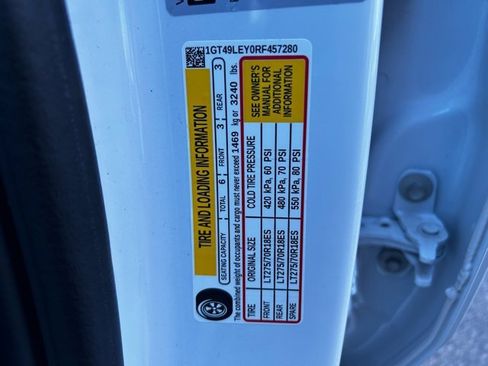 1GT49LEY0RF457280
TIRE AND LOADING INFORMATION
SEATING CAPACITY TOTAL 6 FRONT 3 REAR 3
The combined weight of occupants and cargo must never exceed 1469 kg or 3240 lbs.
TIRE ORIGINAL SIZE COLD TIRE PRESSURE
FRONT LT275/70R18ES 420 kPa, 60 PSI
REAR LT275/70R18ES 480 kPa, 70 PSI
SPARE LT275/70R18ES 550 kPa, 80 PSI
SEE OWNER'S
MANUAL FOR
ADDITIONAL
INFORMATION